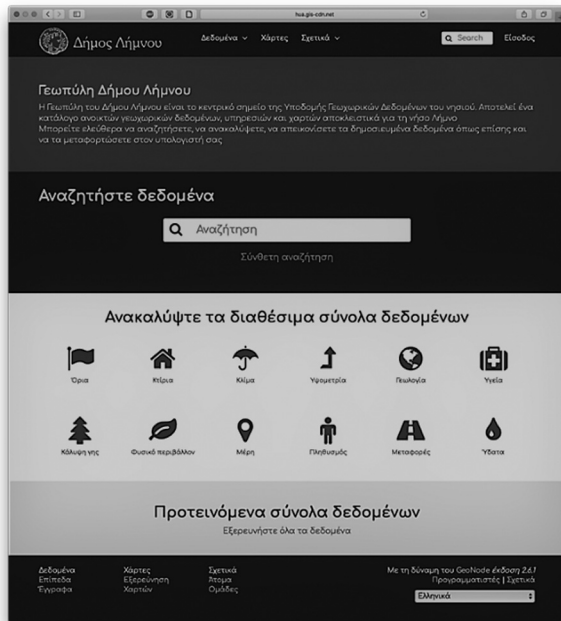 hua.gis-cdn.net
Δήμος Λήμνου
Δεδομένα Χάρτες Σχετικά Search Είσοδος
Γεωπύλη Δήμου Λήμνου
Η Γεωπύλη του Δήμου Λήμνου είναι το κεντρικό σημείο της Υποδομής Γεωχωρικών Δεδομένων του νησιού. Αποτελεί ένα
κατάλογο ανοικτών γεωχωρικών δεδομένων, υπηρεσιών και χαρτών αποκλειστικά για τη νήσο Λήμνο
Μπορείτε ελεύθερα να αναζητήσετε, να ανακαλύψετε, να απεικονίσετε τα δημοσιευμένα δεδομένα όπως επίσης και
να τα μεταφορτώσετε στον υπολογιστή σας
Αναζητήστε δεδομένα
Αναζήτηση
Σύνθετη αναζήτηση
Ανακαλύψτε τα διαθέσιμα σύνολα δεδομένων
Όρια Κτίρια Κλίμα Υψομετρία Γεωλογία Υγεία
Κάλυψη γης Φυσικό περιβάλλον Μέρη Πληθυσμός Μεταφορές Ύδατα
Προτεινόμενα σύνολα δεδομένων
Εξερευνήστε όλα τα δεδομένα
Δεδομένα Χάρτες Σχετικά Με τη δύναμη του GeoNode έκδοση 2.6.1
Επίπεδα Εξερεύνηση Άτομα Προγραμματιστές | Σχετικά
Έγγραφα Χαρτών Ομάδες
Ελληνικά